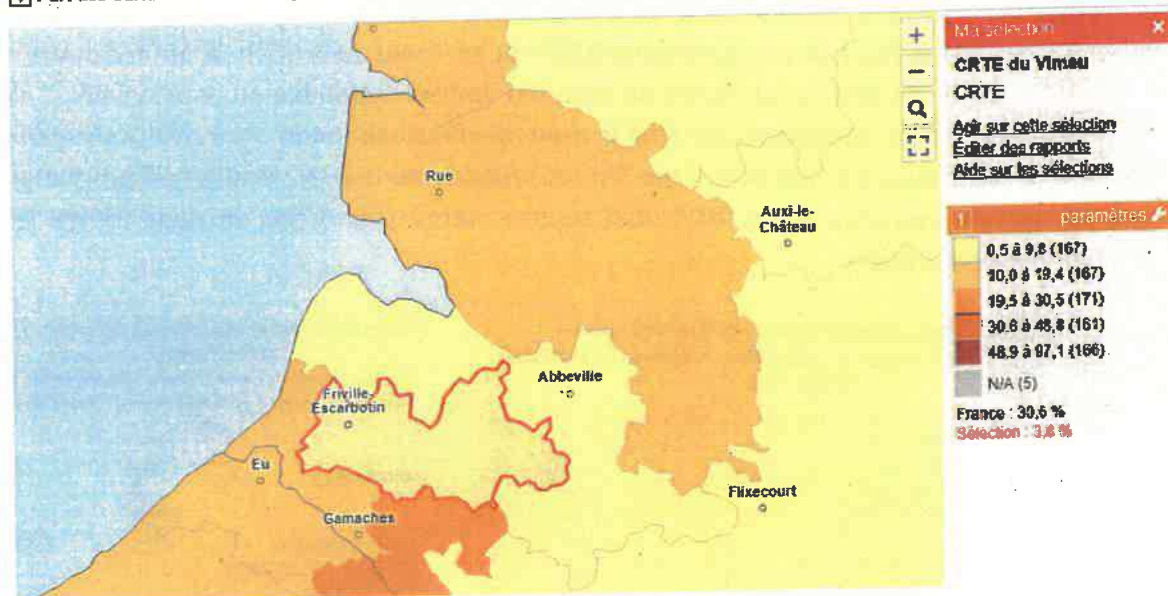 +
−
Ma sélection ×
CRTE du Vimeu
CRTE
Agir sur cette sélection
Éditer des rapports
Aide sur les sélections
Rue
Auxi-le-
Château
1 paramètres
0,5 à 9,8 (167)
10,0 à 19,4 (167)
19,5 à 30,5 (171)
30,6 à 48,8 (161)
48,9 à 97,1 (166)
N/A (5)
France : 30,6 %
Sélection : 3,8 %
Abbeville
Friville-
Escarbotin
Eu
Flixecourt
Gamaches